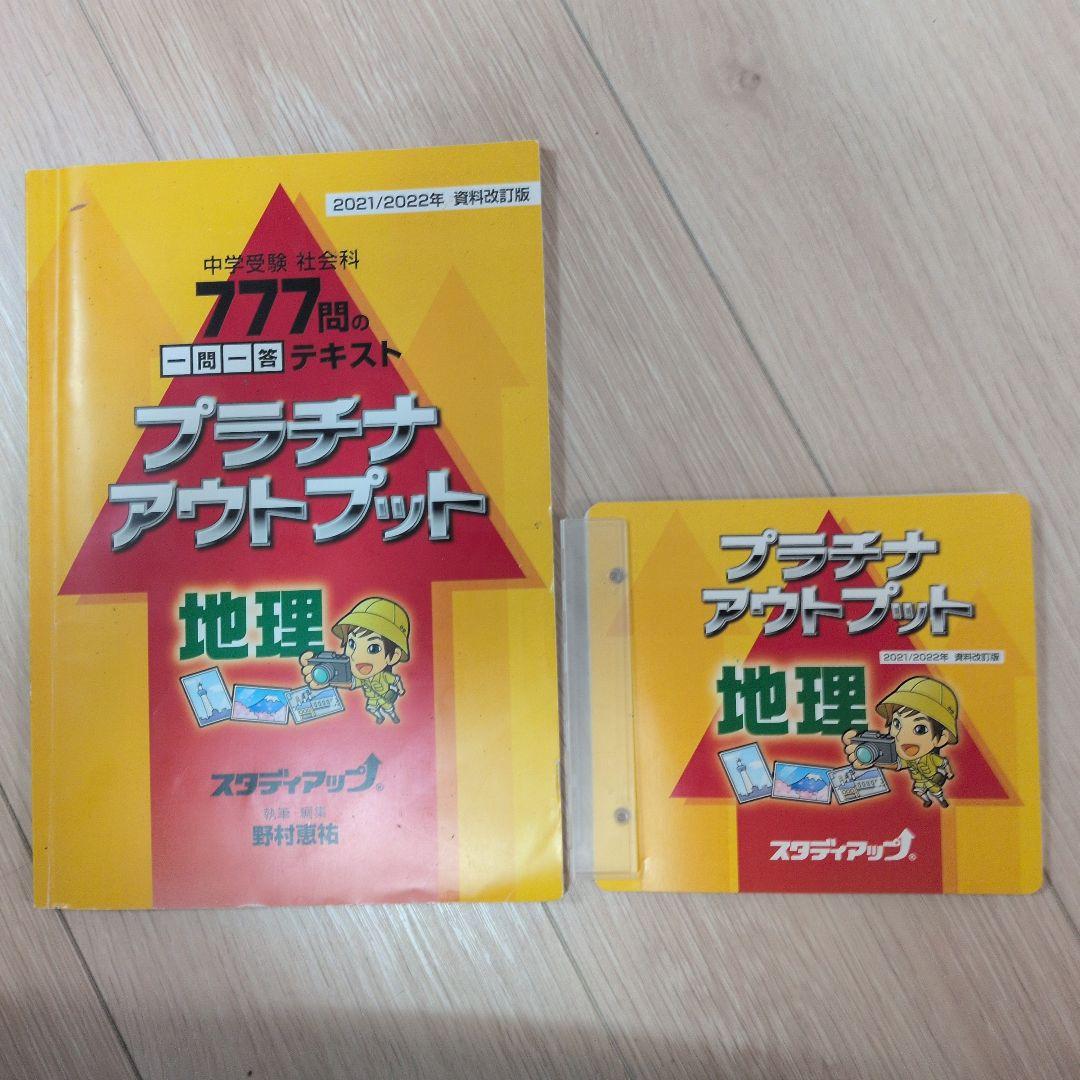 2021/2022年 資料改訂版
中学受験 社会科
777問の
一問一答 テキスト
プラチナ
アウトプット
地理
スタディアップ®
執筆・編集
野村恵祐
プラチナ
アウトプット
2021/2022年 資料改訂版
地理
スタディアップ®